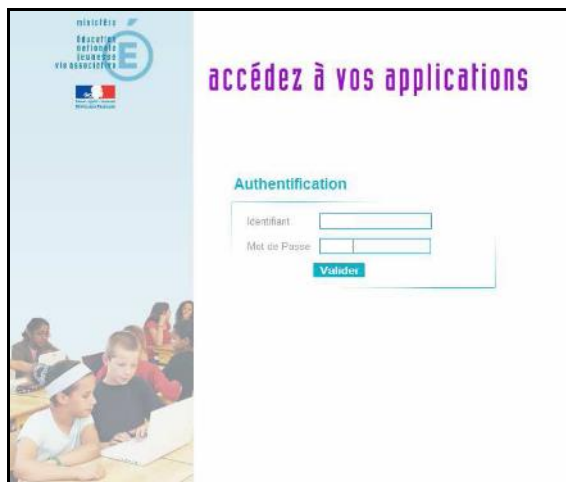 ministère
éducation
nationale
jeunesse
vie associative
É
accédez à vos applications
Authentification
Identifiant
Mot de Passe
Valider